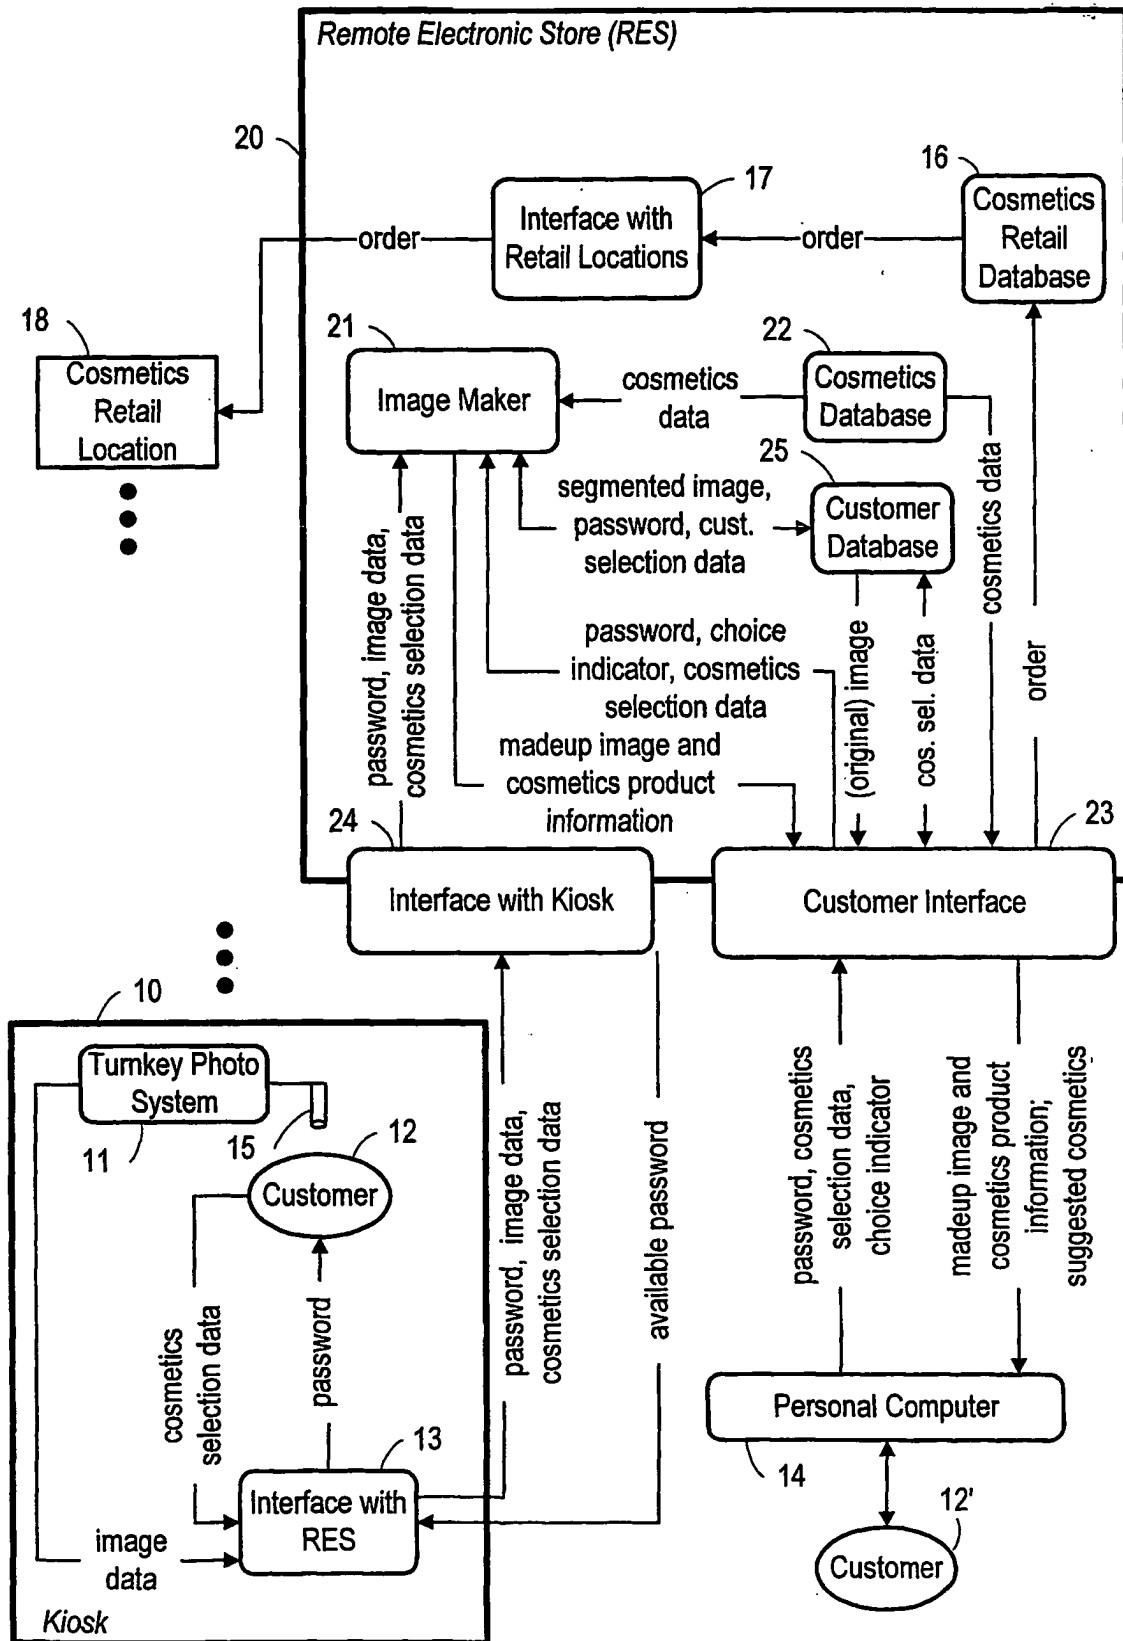 Remote Electronic Store (RES)
20
17
16
Interface with
Retail Locations
Cosmetics
Retail
Database
order
order
18
Cosmetics
Retail
Location
21
Image Maker
cosmetics
data
22
Cosmetics
Database
25
Customer
Database
segmented image,
password, cust.
selection data
password, image data,
cosmetics selection data
password, choice
indicator, cosmetics
selection data
madeup image and
cosmetics product
information
(original) image
cos. sel. data
cosmetics data
order
24
Interface with Kiosk
23
Customer Interface
10
Turnkey Photo
System
11
15
12
Customer
cosmetics
selection data
password
password, image data,
cosmetics selection data
available password
password, cosmetics
selection data,
choice indicator
madeup image and
cosmetics product
information;
suggested cosmetics
13
Interface with
RES
image
data
Kiosk
Personal Computer
14
12'
Customer